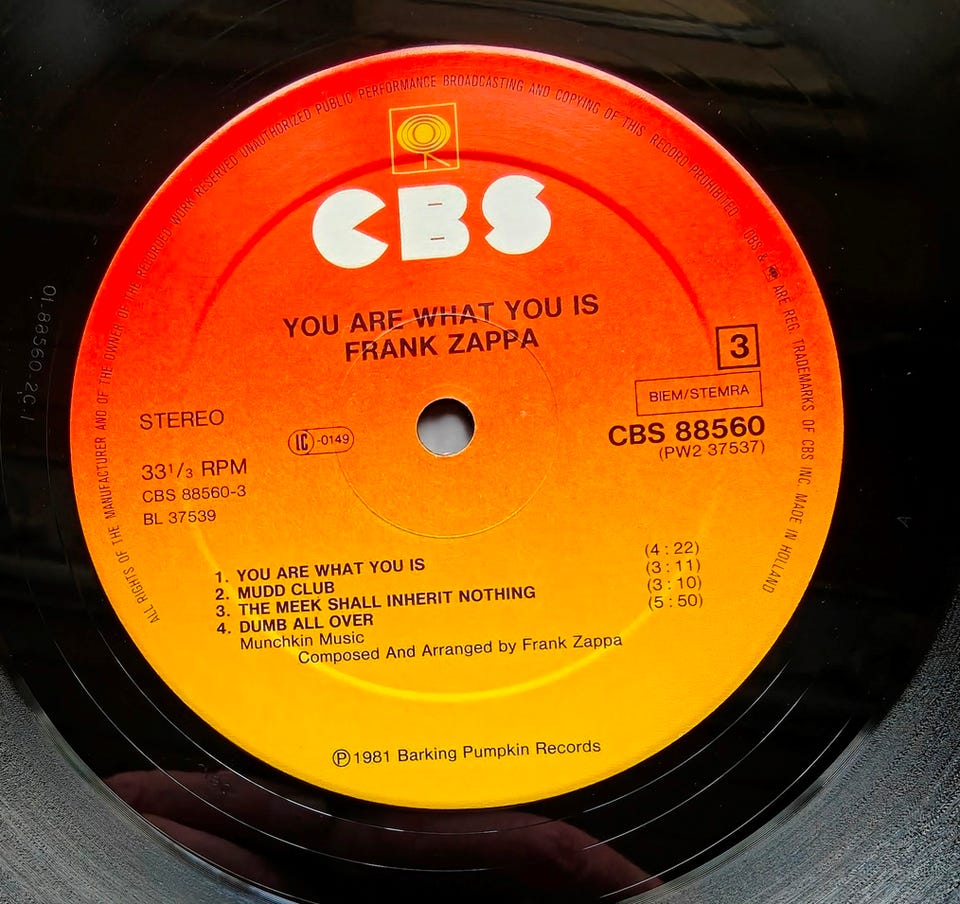 ALL RIGHTS OF THE MANUFACTURER AND OF THE OWNER OF THE RECORDED WORK RESERVED UNAUTHORIZED PUBLIC PERFORMANCE BROADCASTING AND COPYING OF THIS RECORD PROHIBITED · CBS & ARE REG. TRADEMARKS OF CBS INC. MADE IN HOLLAND
CBS
YOU ARE WHAT YOU IS
FRANK ZAPPA
3
BIEM/STEMRA
CBS 88560
(PW2 37537)
STEREO
IC -0149
33 1/3 RPM
CBS 88560-3
BL 37539
1. YOU ARE WHAT YOU IS (4 : 22)
2. MUDD CLUB (3 : 11)
3. THE MEEK SHALL INHERIT NOTHING (3 : 10)
4. DUMB ALL OVER (5 : 50)
Munchkin Music
Composed And Arranged by Frank Zappa
Ⓟ 1981 Barking Pumpkin Records
A